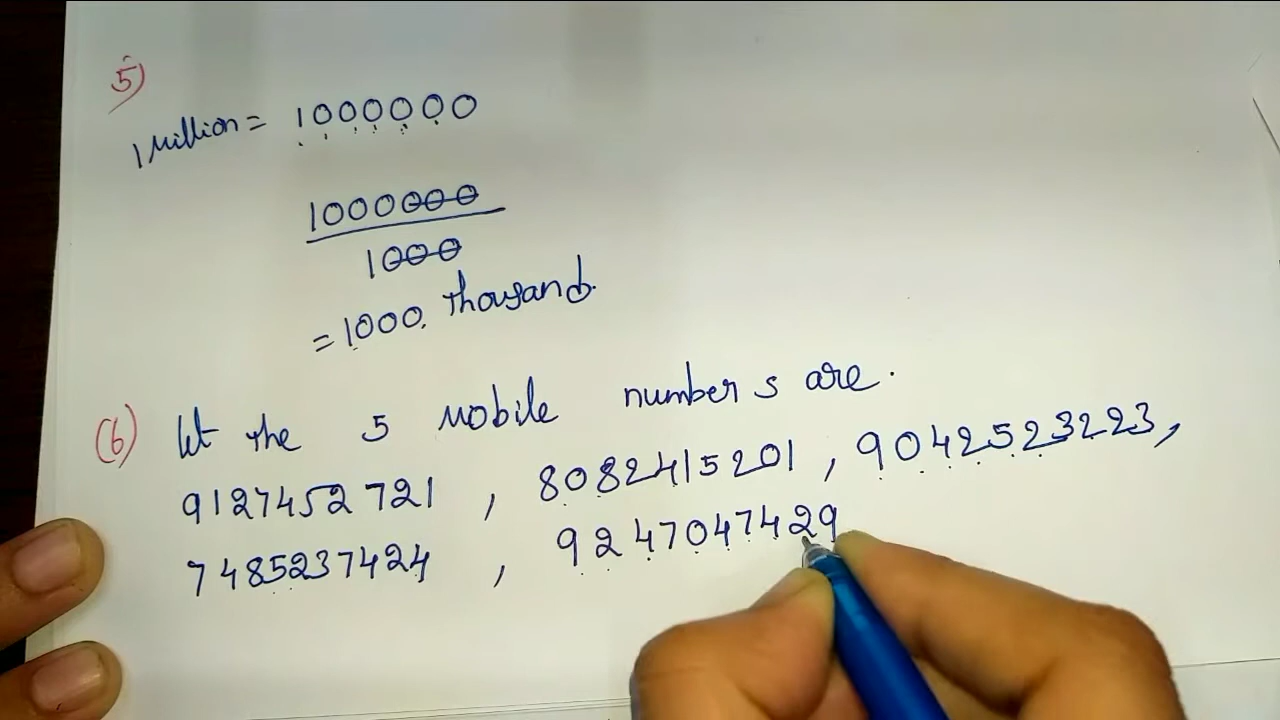 5)
1 Million = 1000000
1000000
1000
= 1000. thousand.
(6) let the 5 mobile numbers are.
9127452721 , 8082415201 , 9042523223,
7485237424 , 9247047429